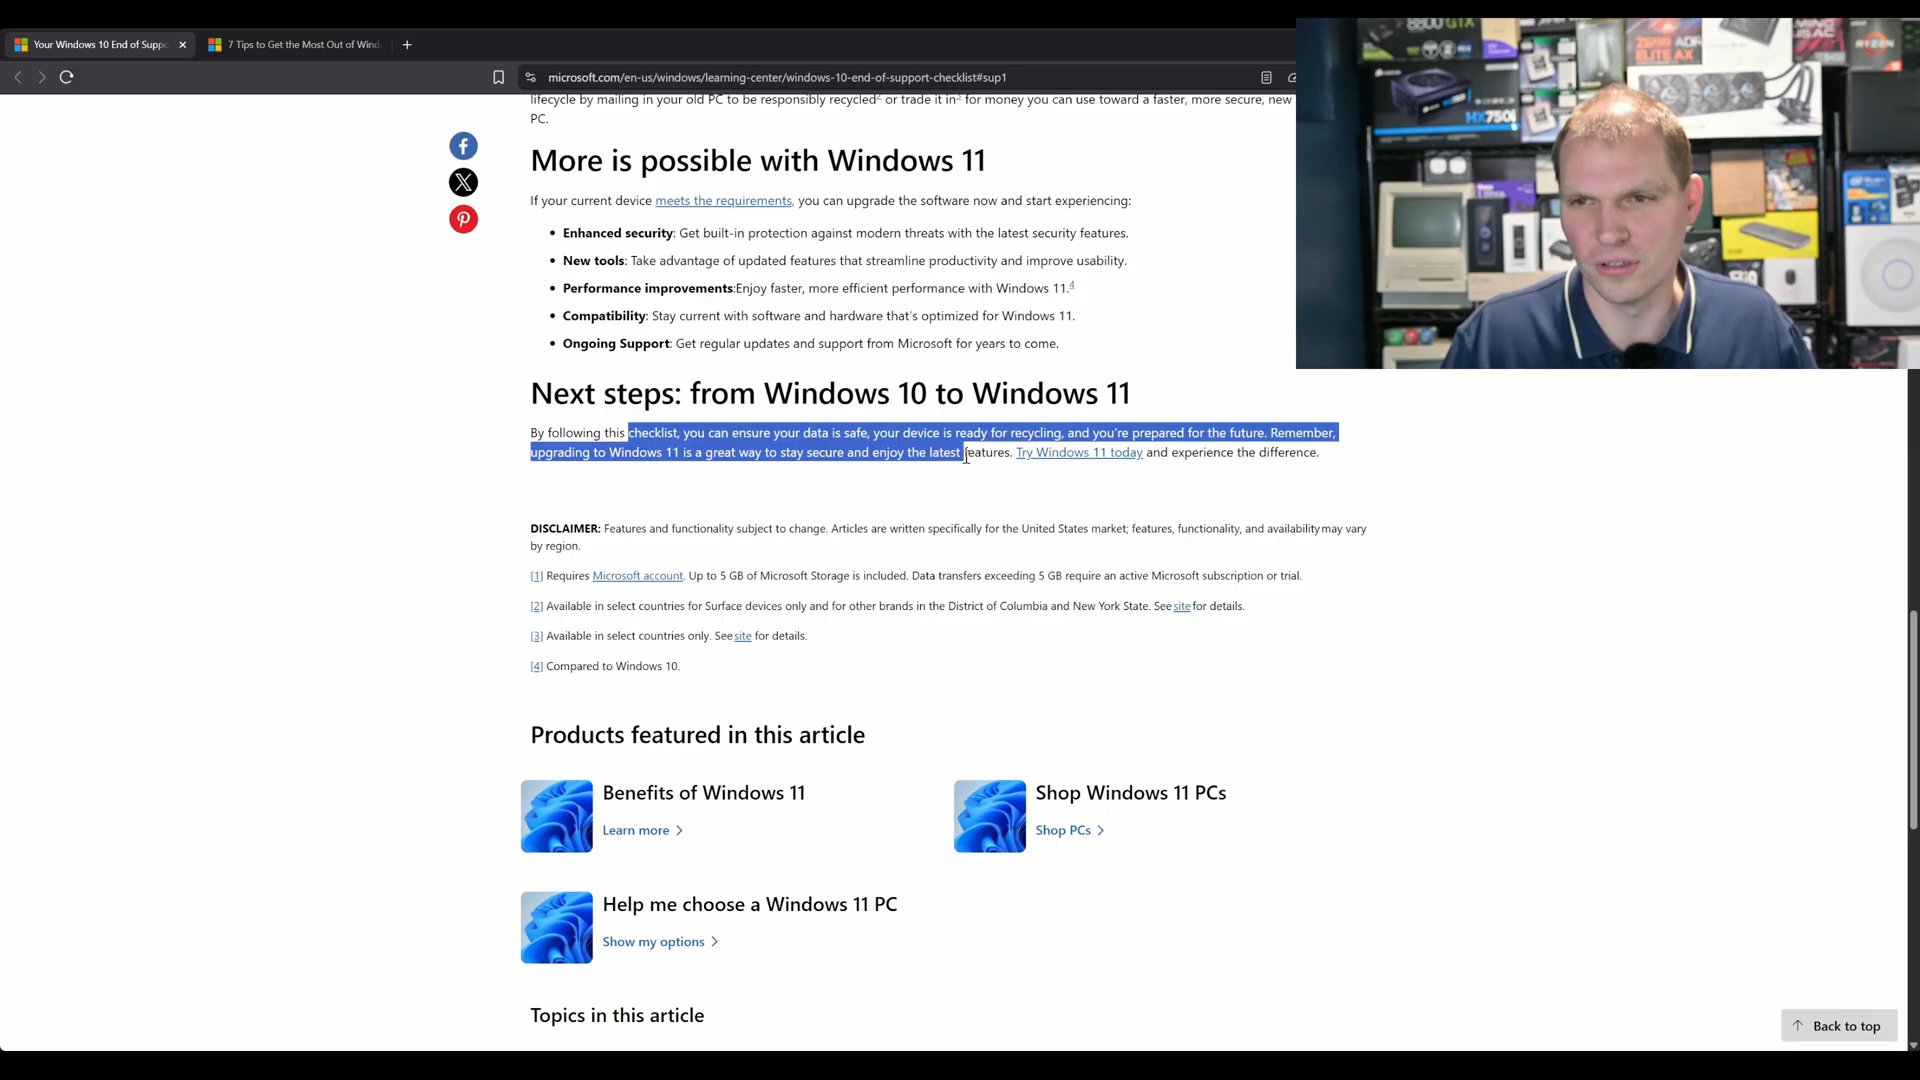 Your Windows 10 End of Suppo
7 Tips to Get the Most Out of Wind
microsoft.com/en-us/windows/learning-center/windows-10-end-of-support-checklist#sup1
lifecycle by mailing in your old PC to be responsibly recycled2 or trade it in3 for money you can use toward a faster, more secure, new
PC.
More is possible with Windows 11
If your current device meets the requirements, you can upgrade the software now and start experiencing:
• Enhanced security: Get built-in protection against modern threats with the latest security features.
• New tools: Take advantage of updated features that streamline productivity and improve usability.
• Performance improvements:Enjoy faster, more efficient performance with Windows 11.4
• Compatibility: Stay current with software and hardware that's optimized for Windows 11.
• Ongoing Support: Get regular updates and support from Microsoft for years to come.
Next steps: from Windows 10 to Windows 11
By following this checklist, you can ensure your data is safe, your device is ready for recycling, and you're prepared for the future. Remember,
upgrading to Windows 11 is a great way to stay secure and enjoy the latest features. Try Windows 11 today and experience the difference.
DISCLAIMER: Features and functionality subject to change. Articles are written specifically for the United States market; features, functionality, and availability may vary
by region.
[1] Requires Microsoft account. Up to 5 GB of Microsoft Storage is included. Data transfers exceeding 5 GB require an active Microsoft subscription or trial.
[2] Available in select countries for Surface devices only and for other brands in the District of Columbia and New York State. See site for details.
[3] Available in select countries only. See site for details.
[4] Compared to Windows 10.
Products featured in this article
Benefits of Windows 11
Learn more
Shop Windows 11 PCs
Shop PCs
Help me choose a Windows 11 PC
Show my options
Topics in this article
Back to top
8800 GTX
HX750i
RYZEN
ELITE AX